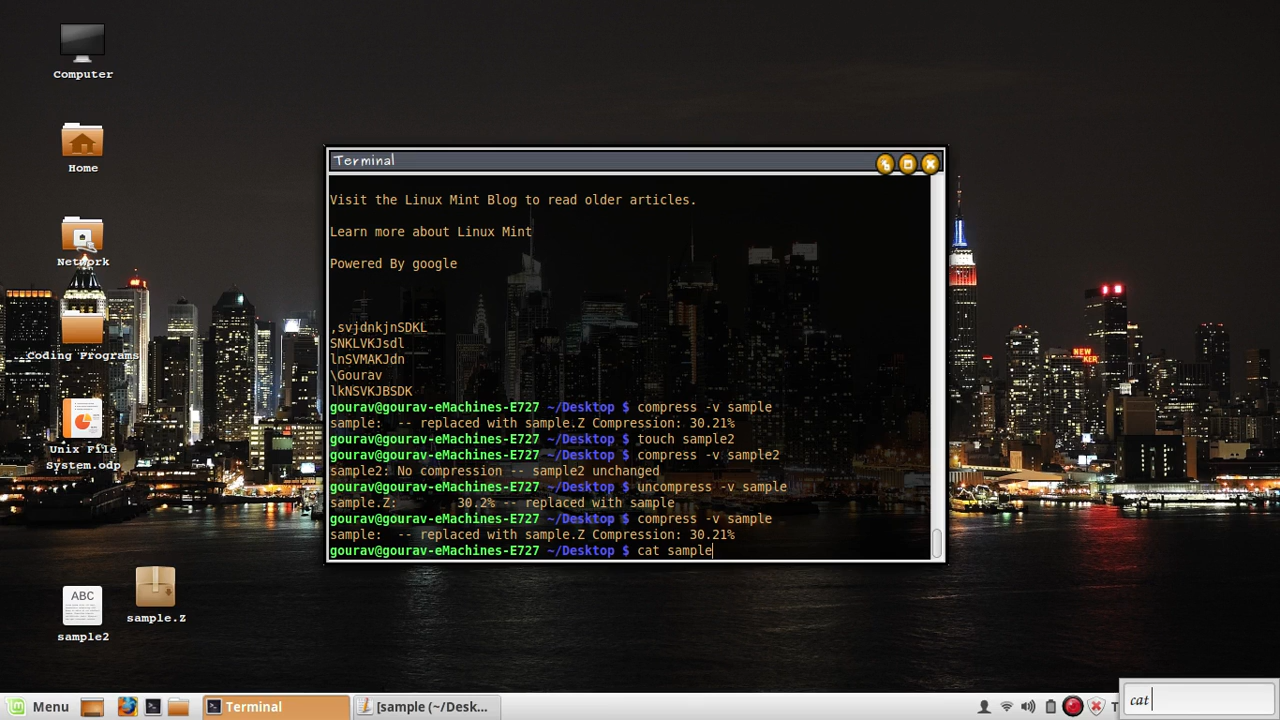 Computer
Home
Network
Coding Programs
Unix File
System.odp
sample2
sample.Z
Terminal
Visit the Linux Mint Blog to read older articles.
Learn more about Linux Mint
Powered By google
,svjdnkjnSDKL
SNKLVKJsdl
lnSVMAKJdn
\Gourav
lkNSVKJBSDK
gourav@gourav-eMachines-E727 ~/Desktop $ compress -v sample
sample:  -- replaced with sample.Z Compression: 30.21%
gourav@gourav-eMachines-E727 ~/Desktop $ touch sample2
gourav@gourav-eMachines-E727 ~/Desktop $ compress -v sample2
sample2: No compression -- sample2 unchanged
gourav@gourav-eMachines-E727 ~/Desktop $ uncompress -v sample
sample.Z:        30.2% -- replaced with sample
gourav@gourav-eMachines-E727 ~/Desktop $ compress -v sample
sample:  -- replaced with sample.Z Compression: 30.21%
gourav@gourav-eMachines-E727 ~/Desktop $ cat sample
ABC
NEW
Menu
Terminal
[sample (~/Desk...
T
cat